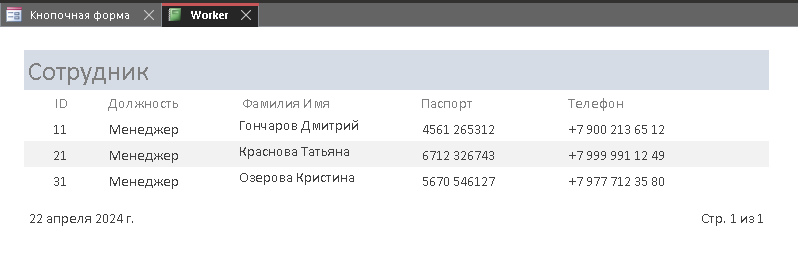 Кнопочная форма Worker
Сотрудник
ID Должность Фамилия Имя Паспорт Телефон
11 Менеджер Гончаров Дмитрий 4561 265312 +7 900 213 65 12
21 Менеджер Краснова Татьяна 6712 326743 +7 999 991 12 49
31 Менеджер Озерова Кристина 5670 546127 +7 977 712 35 80
22 апреля 2024 г. Стр. 1 из 1